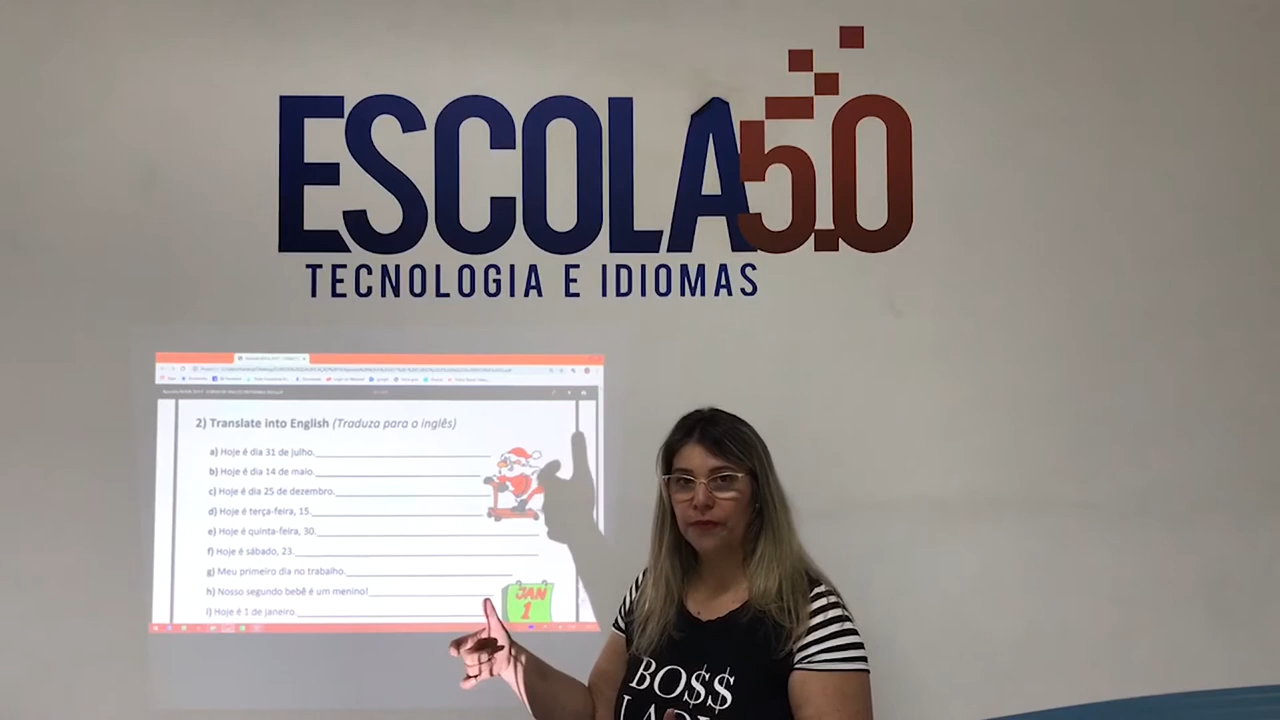 ESCOLA 5.0
TECNOLOGIA E IDIOMAS
2) Translate into English (Traduza para o inglês)
a) Hoje é dia 31 de julho.
b) Hoje é dia 14 de maio.
c) Hoje é dia 25 de dezembro.
d) Hoje é terça-feira, 15.
e) Hoje é quinta-feira, 30.
f) Hoje é sábado, 23.
g) Meu primeiro dia no trabalho.
h) Nosso segundo bebê é um menino!
i) Hoje é 1 de janeiro.
JAN
1
BO$$
LADY